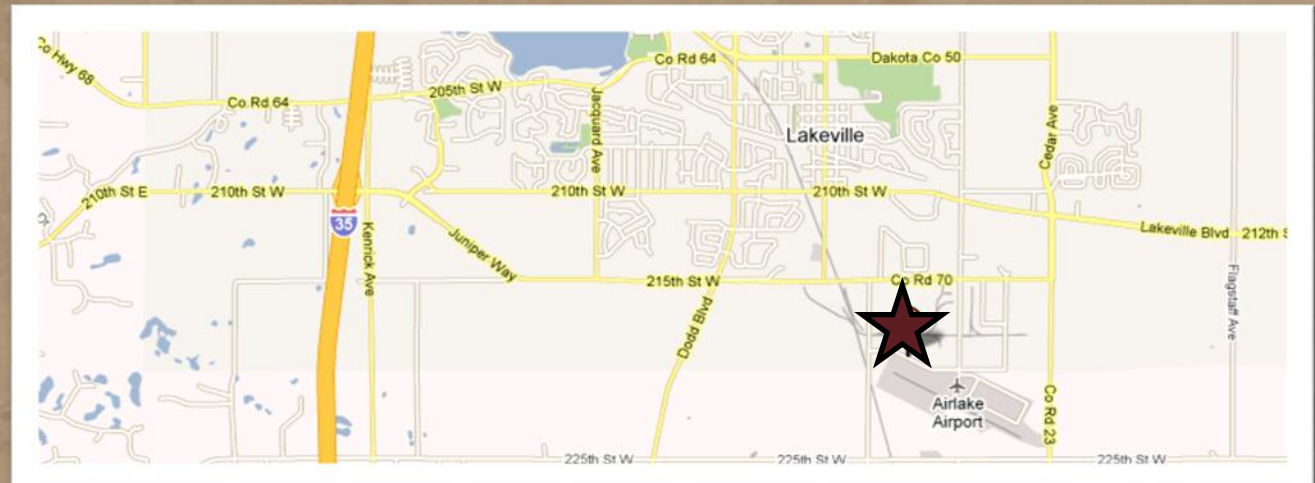 Co Hwy 68
Co Rd 64
Dakota Co 50
205th St W
Co Rd 64
Jacquard Ave
Lakeville
Cedar Ave
210th St E
210th St W
210th St W
210th St W
35
Kenrick Ave
Juniper Way
Lakeville Blvd
212th S
215th St W
Co Rd 70
Flagstaff Ave
Dodd Blvd
Airlake
Airport
Co Rd 23
225th St W
225th St W
225th St W